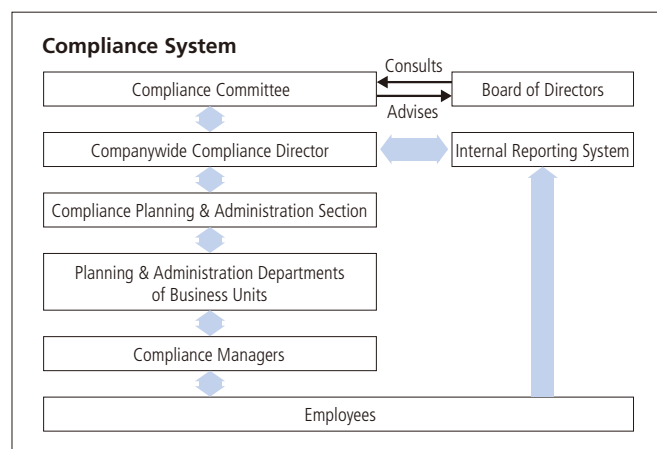 Compliance System
Consults
Compliance Committee
Board of Directors
Advises
Companywide Compliance Director
Internal Reporting System
Compliance Planning & Administration Section
Planning & Administration Departments
of Business Units
Compliance Managers
Employees